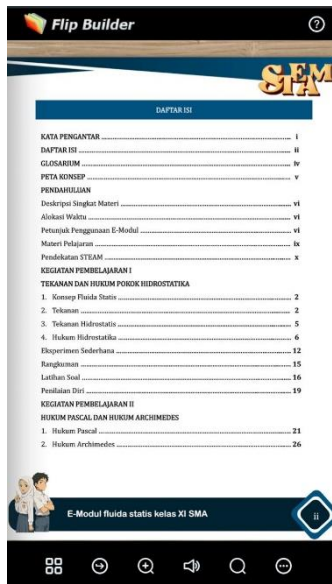 Flip Builder
STEAM
DAFTAR ISI
KATA PENGANTAR i
DAFTAR ISI ii
GLOSARIUM iv
PETA KONSEP v
PENDAHULUAN
Deskripsi Singkat Materi vi
Alokasi Waktu vi
Petunjuk Penggunaan E-Modul vi
Materi Pelajaran ix
Pendekatan STEAM x
KEGIATAN PEMBELAJARAN I
TEKANAN DAN HUKUM POKOK HIDROSTATIKA
1. Konsep Fluida Statis 2
2. Tekanan 2
3. Tekanan Hidrostatis 5
4. Hukum Hidrostatika 6
Eksperimen Sederhana 12
Rangkuman 15
Latihan Soal 16
Penilaian Diri 19
KEGIATAN PEMBELAJARAN II
HUKUM PASCAL DAN HUKUM ARCHIMEDES
1. Hukum Pascal 21
2. Hukum Archimedes 26
E-Modul fluida statis kelas XI SMA
ii